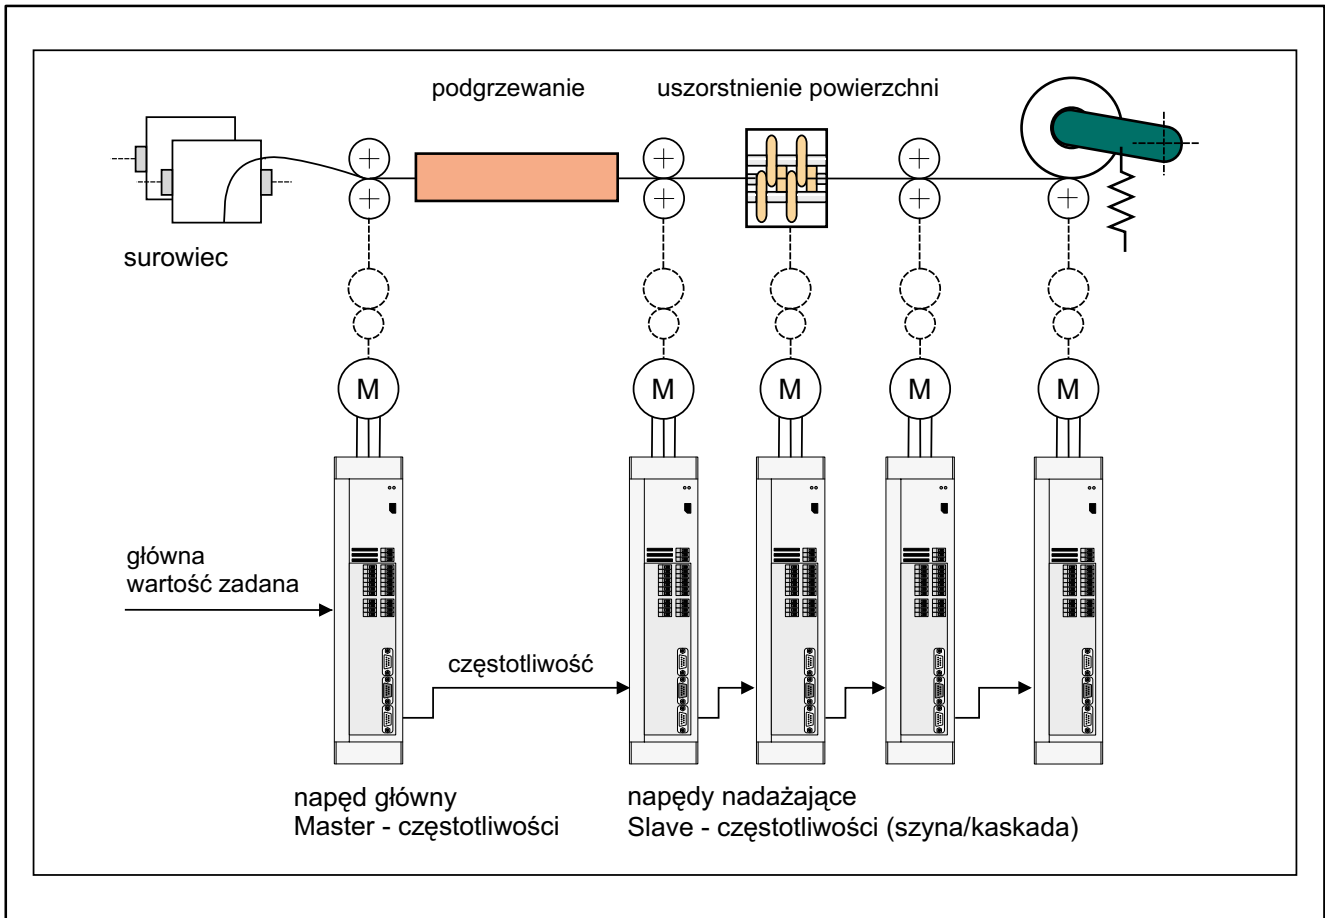 podgrzewanie
uszorstnienie powierzchni
surowiec
M
M
M
M
M
główna
wartość zadana
częstotliwość
napęd główny
Master - częstotliwości
napędy nadażające
Slave - częstotliwości (szyna/kaskada)